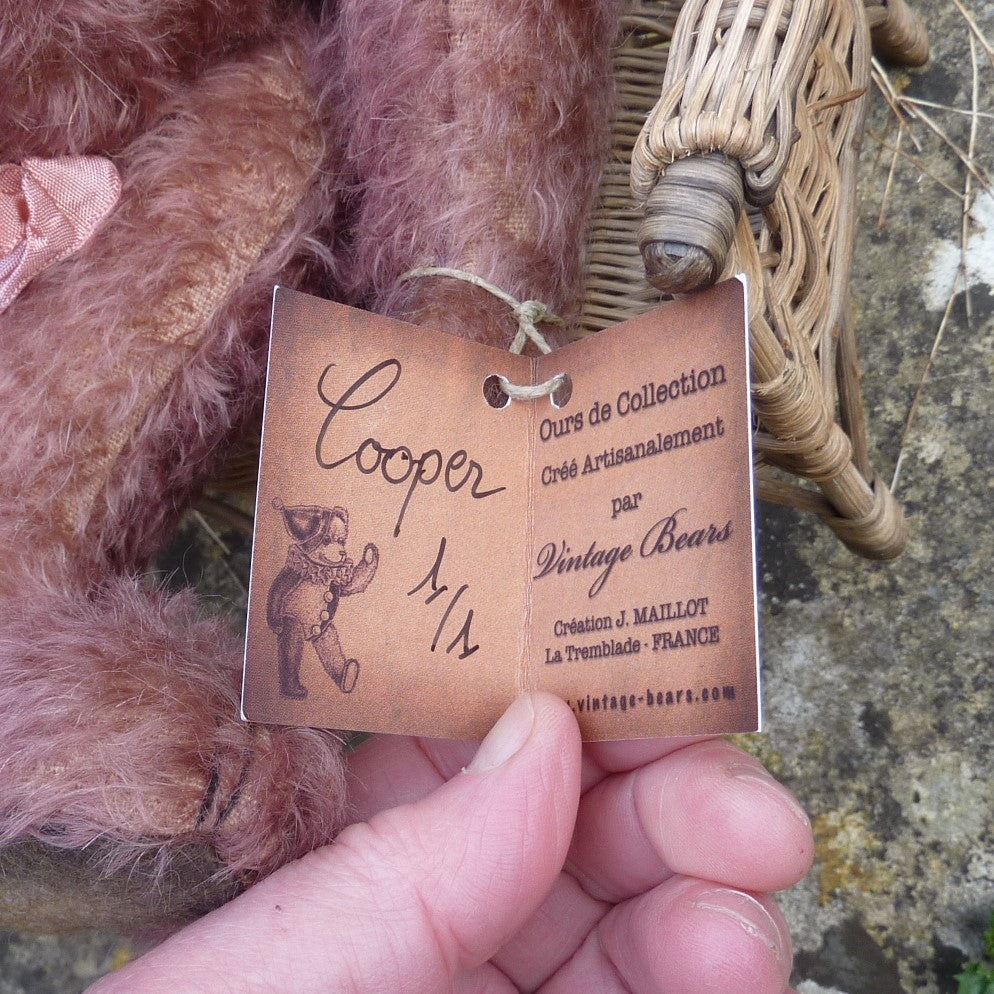 Cooper
1/1
Ours de Collection
Créé Artisanalement
par
Vintage Bears
Création J. MAILLOT
La Tremblade - FRANCE
.vintage-bears.com